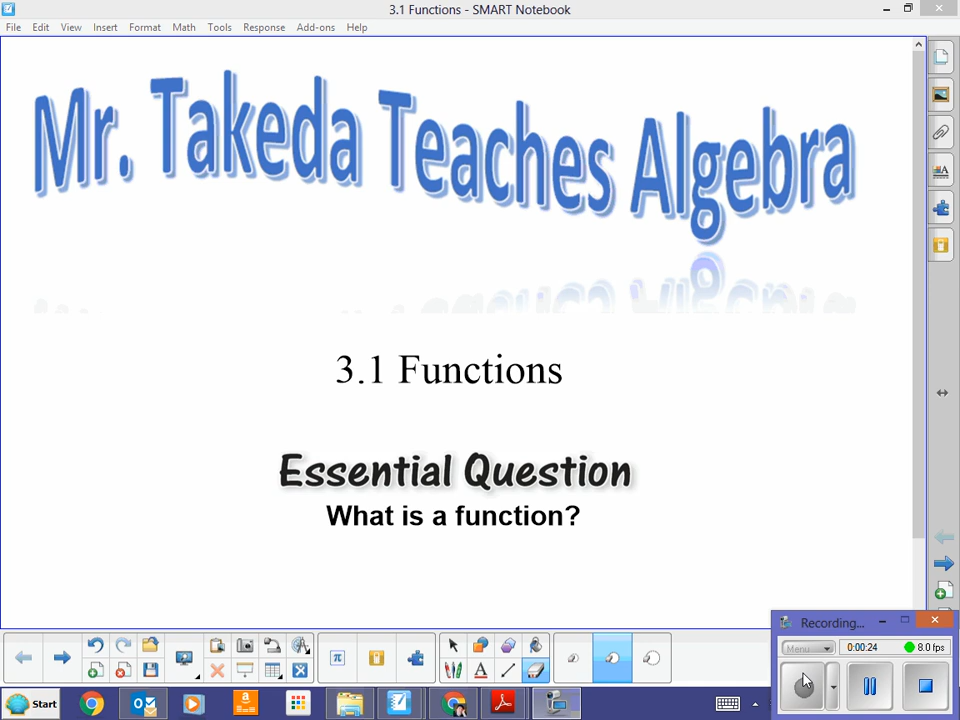 3.1 Functions - SMART Notebook
File Edit View Insert Format Math Tools Response Add-ons Help
Mr. Takeda Teaches Algebra
3.1 Functions
Essential Question
What is a function?
Recording...
Menu 0:00:24 8.0 fps
Start